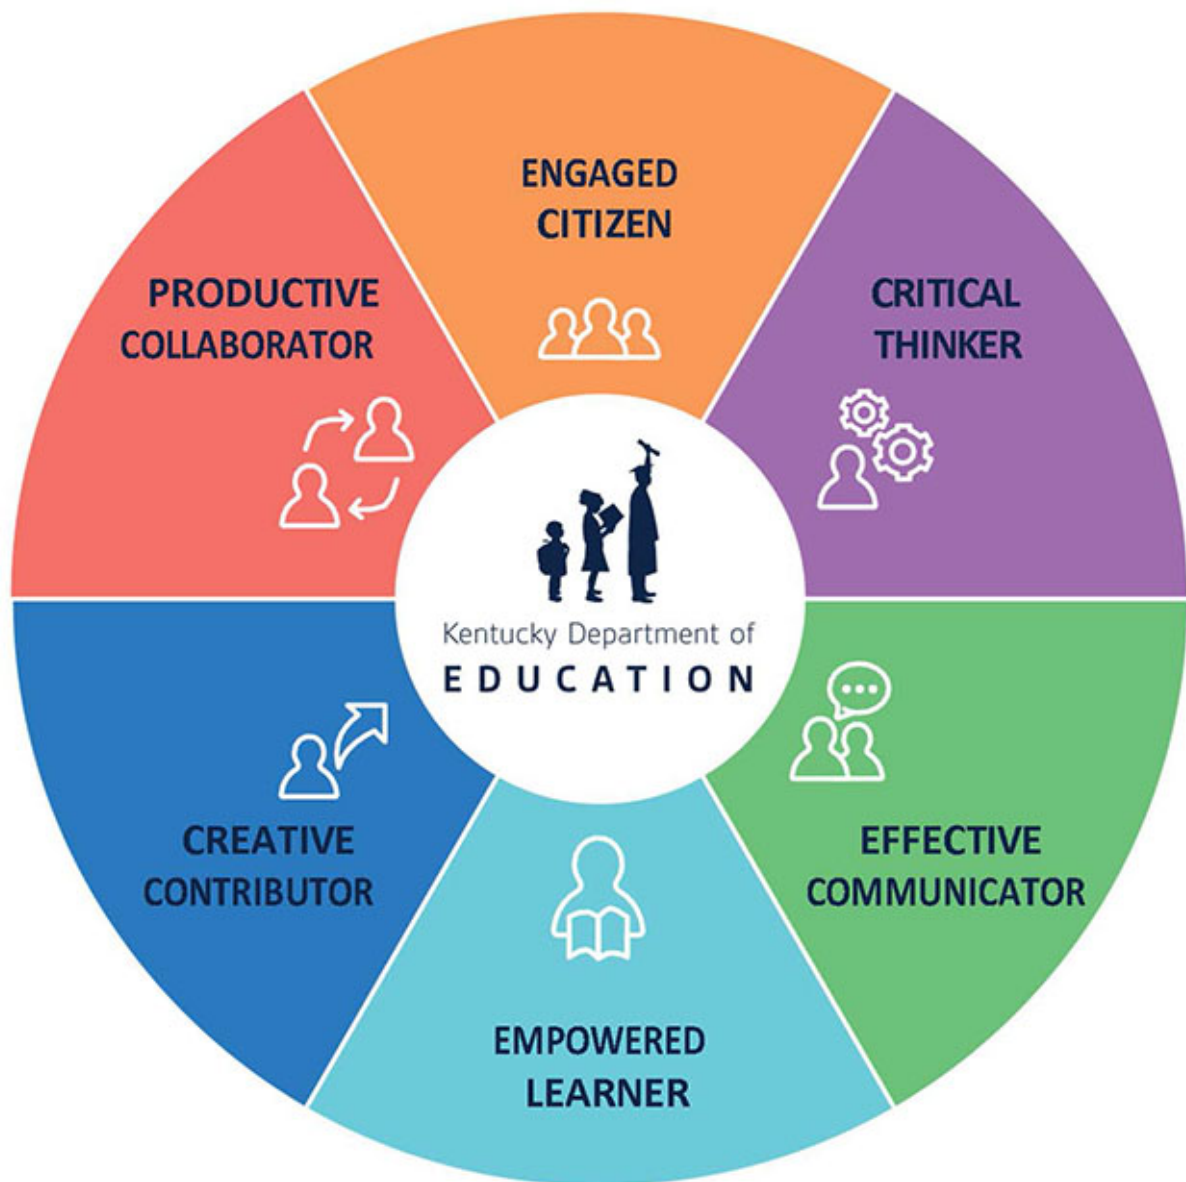 ENGAGED
CITIZEN
CRITICAL
THINKER
EFFECTIVE
COMMUNICATOR
EMPOWERED
LEARNER
CREATIVE
CONTRIBUTOR
PRODUCTIVE
COLLABORATOR
Kentucky Department of
EDUCATION